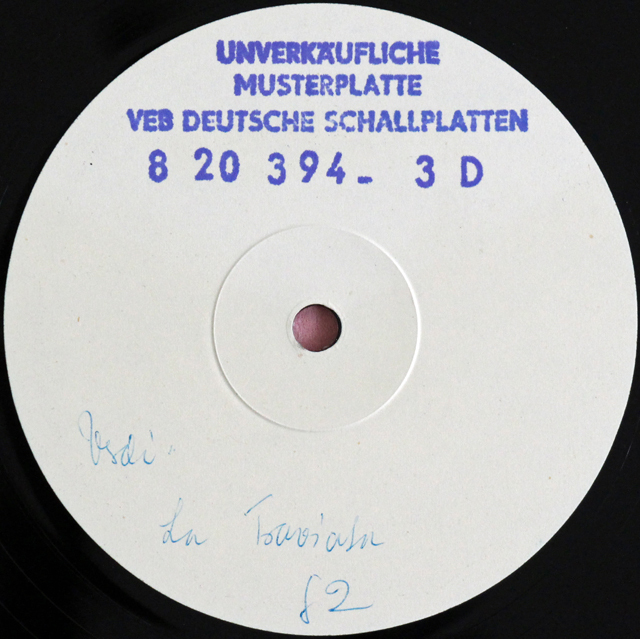 UNVERKÄUFLICHE
MUSTERPLATTE
VEB DEUTSCHE SCHALLPLATTEN
8 20 394- 3 D
Verdi
La Traviata
S2